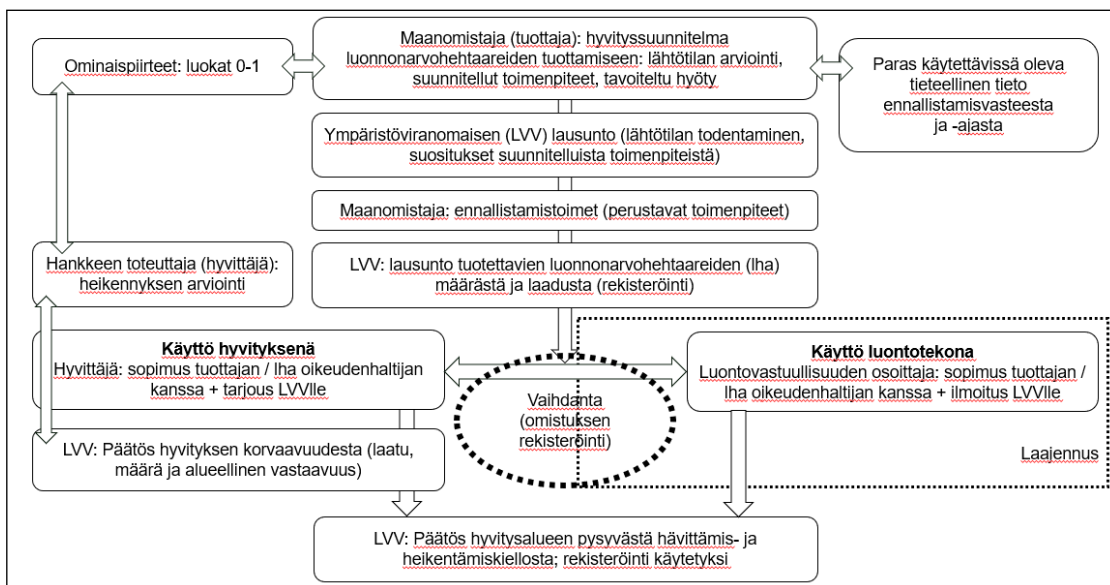 Ominaispiirteet: luokat 0-1
Maanomistaja (tuottaja): hyvityssuunnitelma
luonnonarvohehtaareiden tuottamiseen: lähtötilan arviointi,
suunnitellut toimenpiteet, tavoiteltu hyöty
Paras käytettävissä oleva
tieteellinen tieto
ennallistamisvasteesta
ja -ajasta
Ympäristöviranomaisen (LVV) lausunto (lähtötilan todentaminen,
suositukset suunnitelluista toimenpiteistä)
Maanomistaja: ennallistamistoimet (perustavat toimenpiteet)
Hankkeen toteuttaja (hyvittäjä):
heikennyksen arviointi
LVV: lausunto tuotettavien luonnonarvohehtaareiden (lha)
määrästä ja laadusta (rekisteröinti)
Käyttö hyvityksenä
Hyvittäjä: sopimus tuottajan / lha oikeudenhaltijan
kanssa + tarjous LVVlle
Käyttö luontotekona
Luontovastuullisuuden osoittaja: sopimus tuottajan /
lha oikeudenhaltijan kanssa + ilmoitus LVVlle
Vaihdanta
(omistuksen
rekisteröinti)
LVV: Päätös hyvityksen korvaavuudesta (laatu,
määrä ja alueellinen vastaavuus)
Laajennus
LVV: Päätös hyvitysalueen pysyvästä hävittämis- ja
heikentämiskiellosta; rekisteröinti käytetyksi